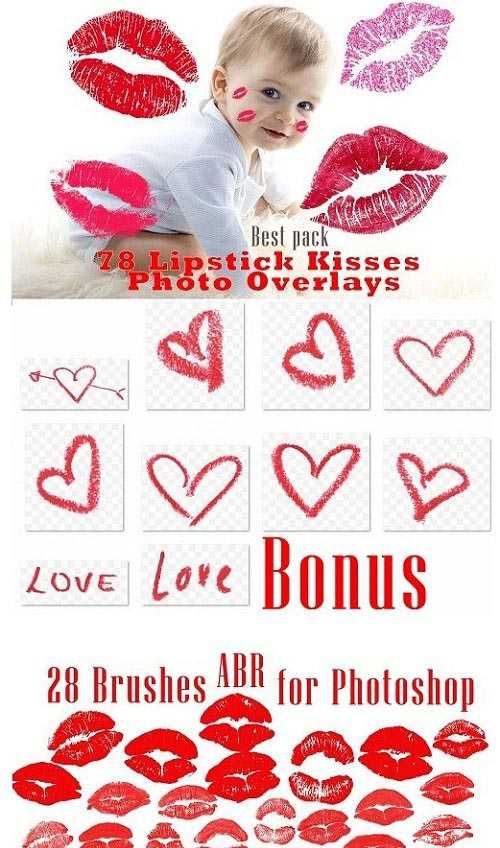 Best pack
78 Lipstick Kisses
Photo Overlays
LOVE
Love
Bonus
28 Brushes ABR for Photoshop